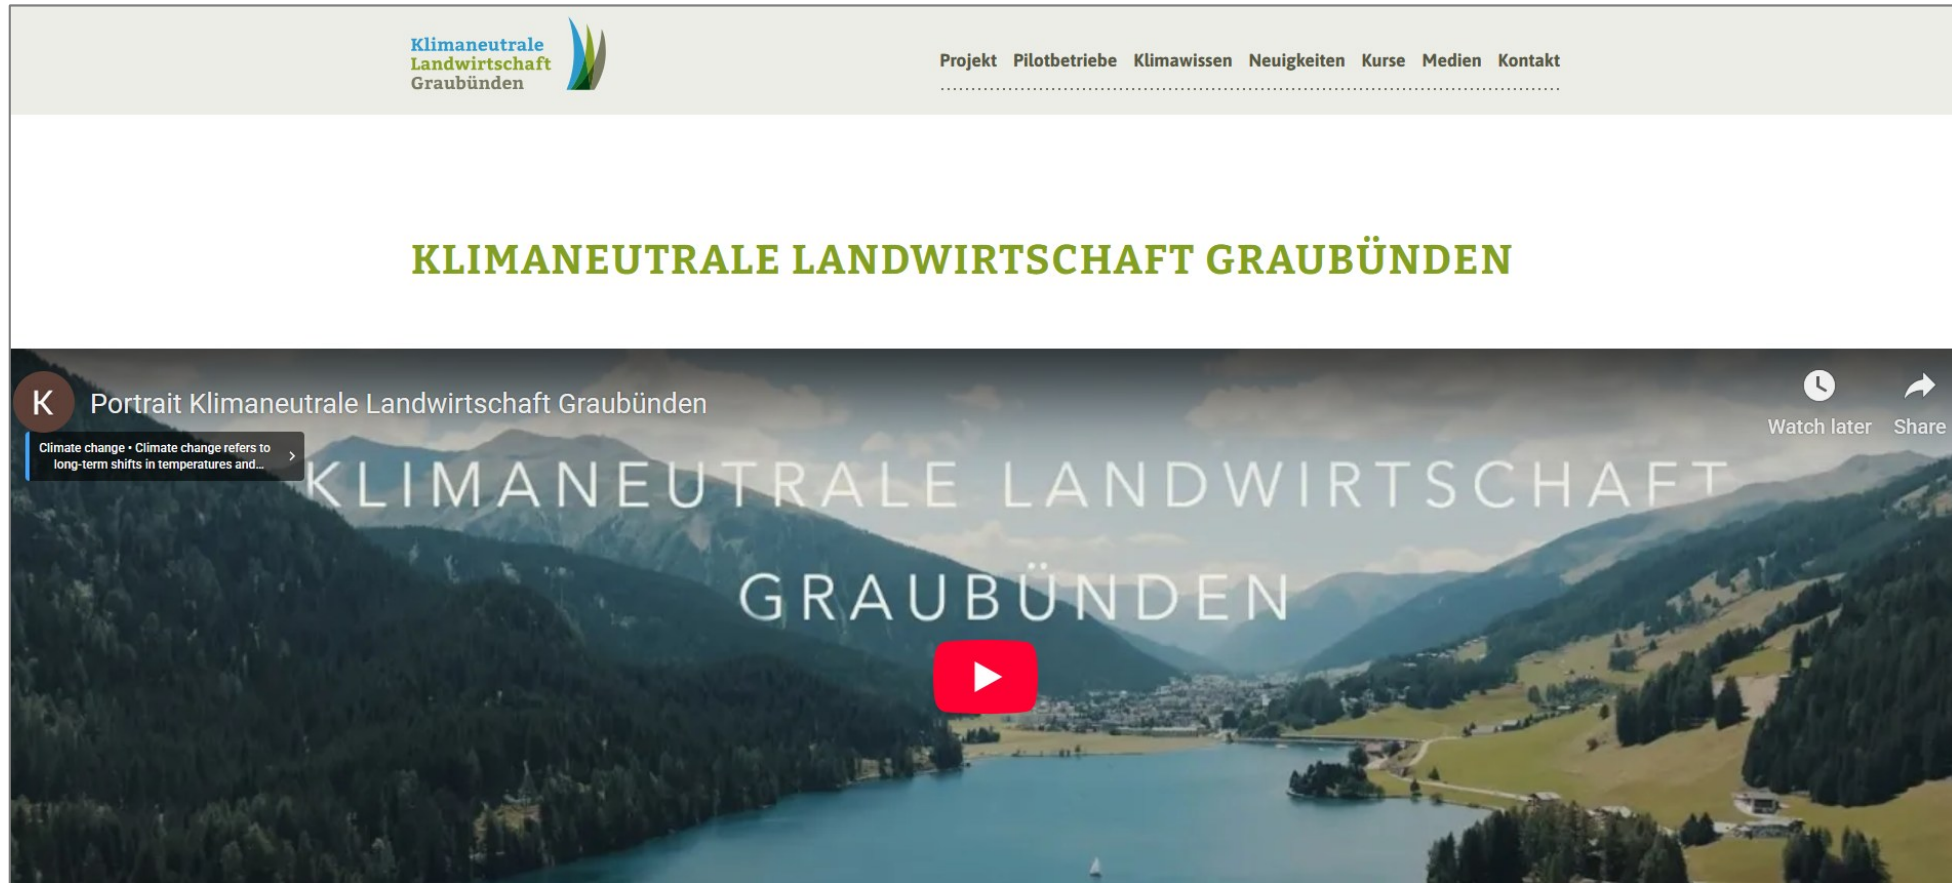 Klimaneutrale
Landwirtschaft
Graubünden
Projekt Pilotbetriebe Klimawissen Neuigkeiten Kurse Medien Kontakt
KLIMANEUTRALE LANDWIRTSCHAFT GRAUBÜNDEN
K Portrait Klimaneutrale Landwirtschaft Graubünden
Watch later Share
Climate change • Climate change refers to
long-term shifts in temperatures and...
KLIMANEUTRALE LANDWIRTSCHAFT
GRAUBÜNDEN